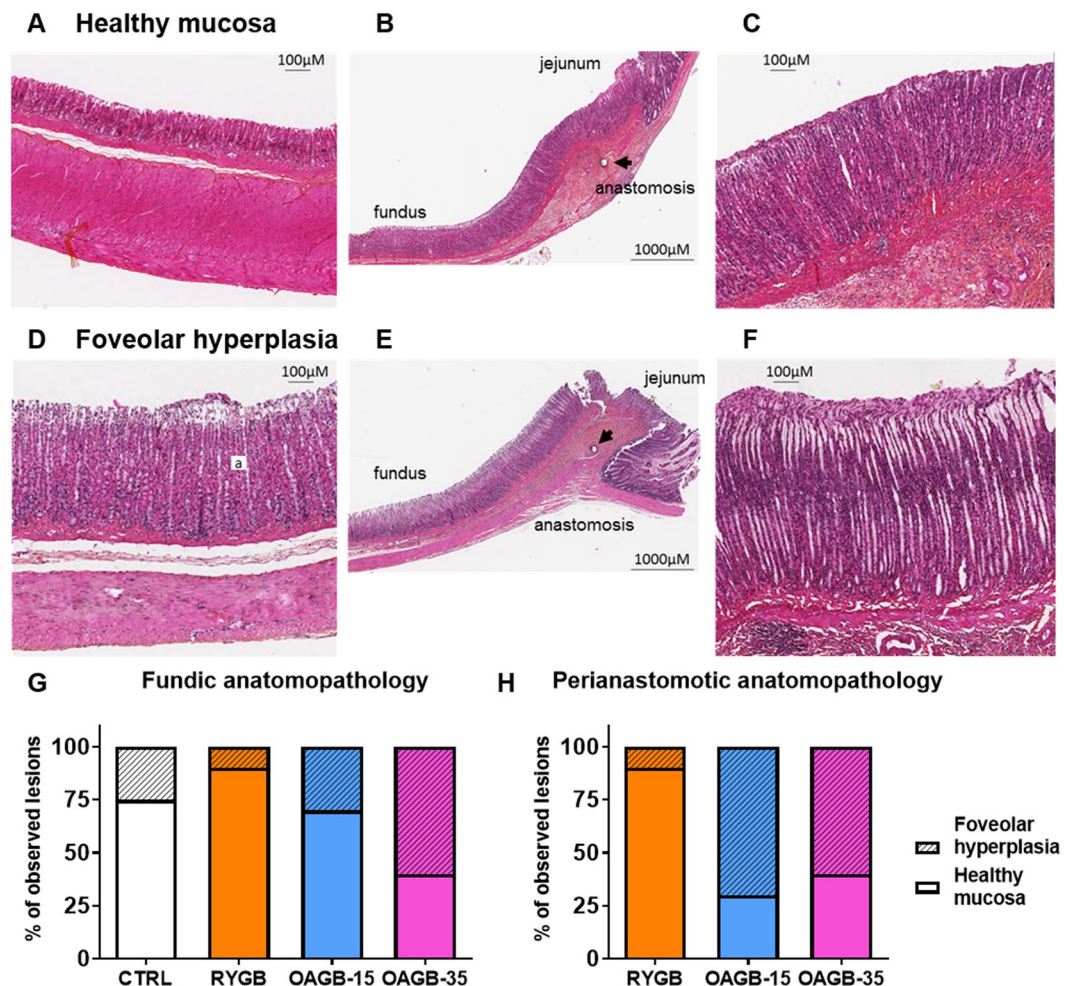 A Healthy mucosa
B
C
100µM
jejunum
anastomosis
fundus
1000µM
100µM
D Foveolar hyperplasia
E
F
100µM
a
jejunum
fundus
anastomosis
1000µM
100µM
G Fundic anatomopathology
% of observed lesions
100
75
50
25
0
CTRL RYGB OAGB-15 OAGB-35
H Perianastomotic anatomopathology
% of observed lesions
100
75
50
25
0
RYGB OAGB-15 OAGB-35
Foveolar
hyperplasia
Healthy
mucosa